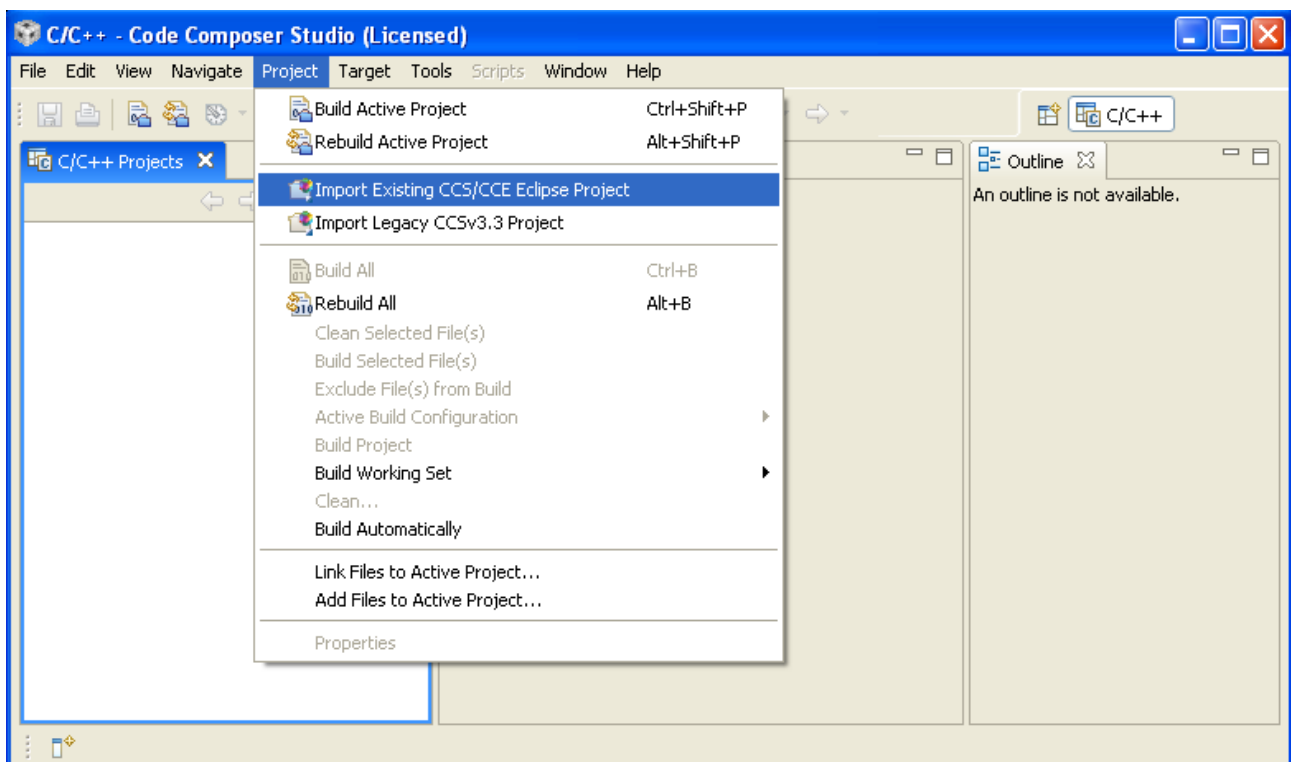 C/C++ - Code Composer Studio (Licensed)
File Edit View Navigate Project Target Tools Scripts Window Help
C/C++
C/C++ Projects
Build Active Project Ctrl+Shift+P
Rebuild Active Project Alt+Shift+P
Import Existing CCS/CCE Eclipse Project
Import Legacy CCSv3.3 Project
Build All Ctrl+B
Rebuild All Alt+B
Clean Selected File(s)
Build Selected File(s)
Exclude File(s) from Build
Active Build Configuration
Build Project
Build Working Set
Clean...
Build Automatically
Link Files to Active Project...
Add Files to Active Project...
Properties
Outline
An outline is not available.